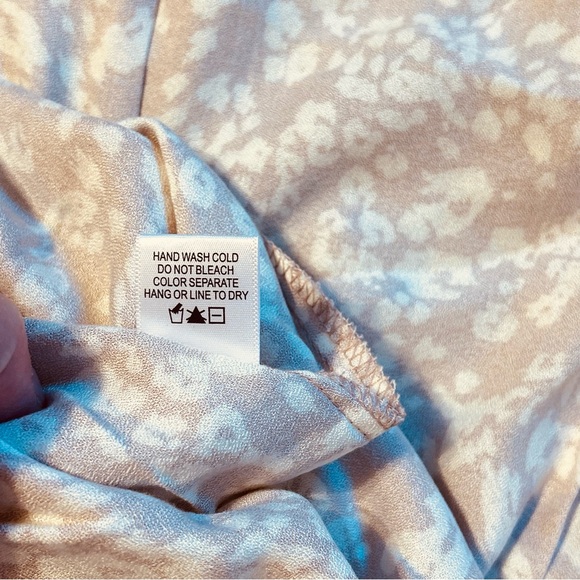 HAND WASH COLD
DO NOT BLEACH
COLOR SEPARATE
HANG OR LINE TO DRY